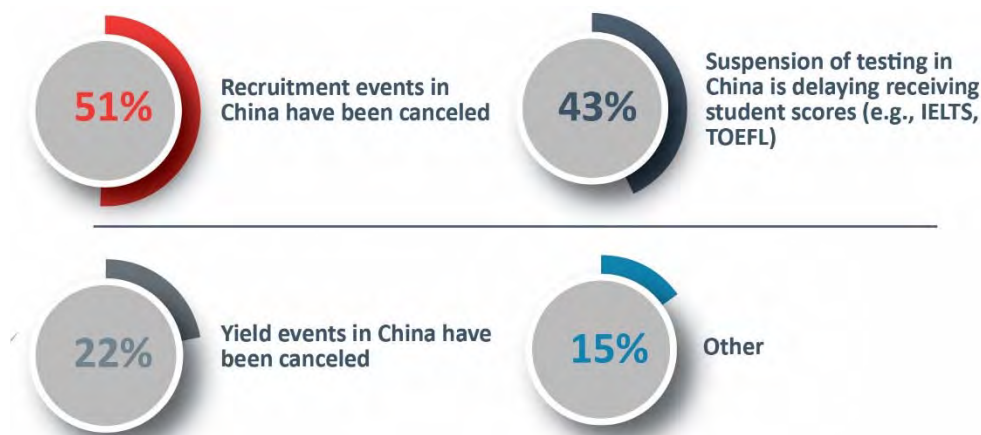 51%
Recruitment events in
China have been canceled
43%
Suspension of testing in
China is delaying receiving
student scores (e.g., IELTS,
TOEFL)
22%
Yield events in China have
been canceled
15%
Other